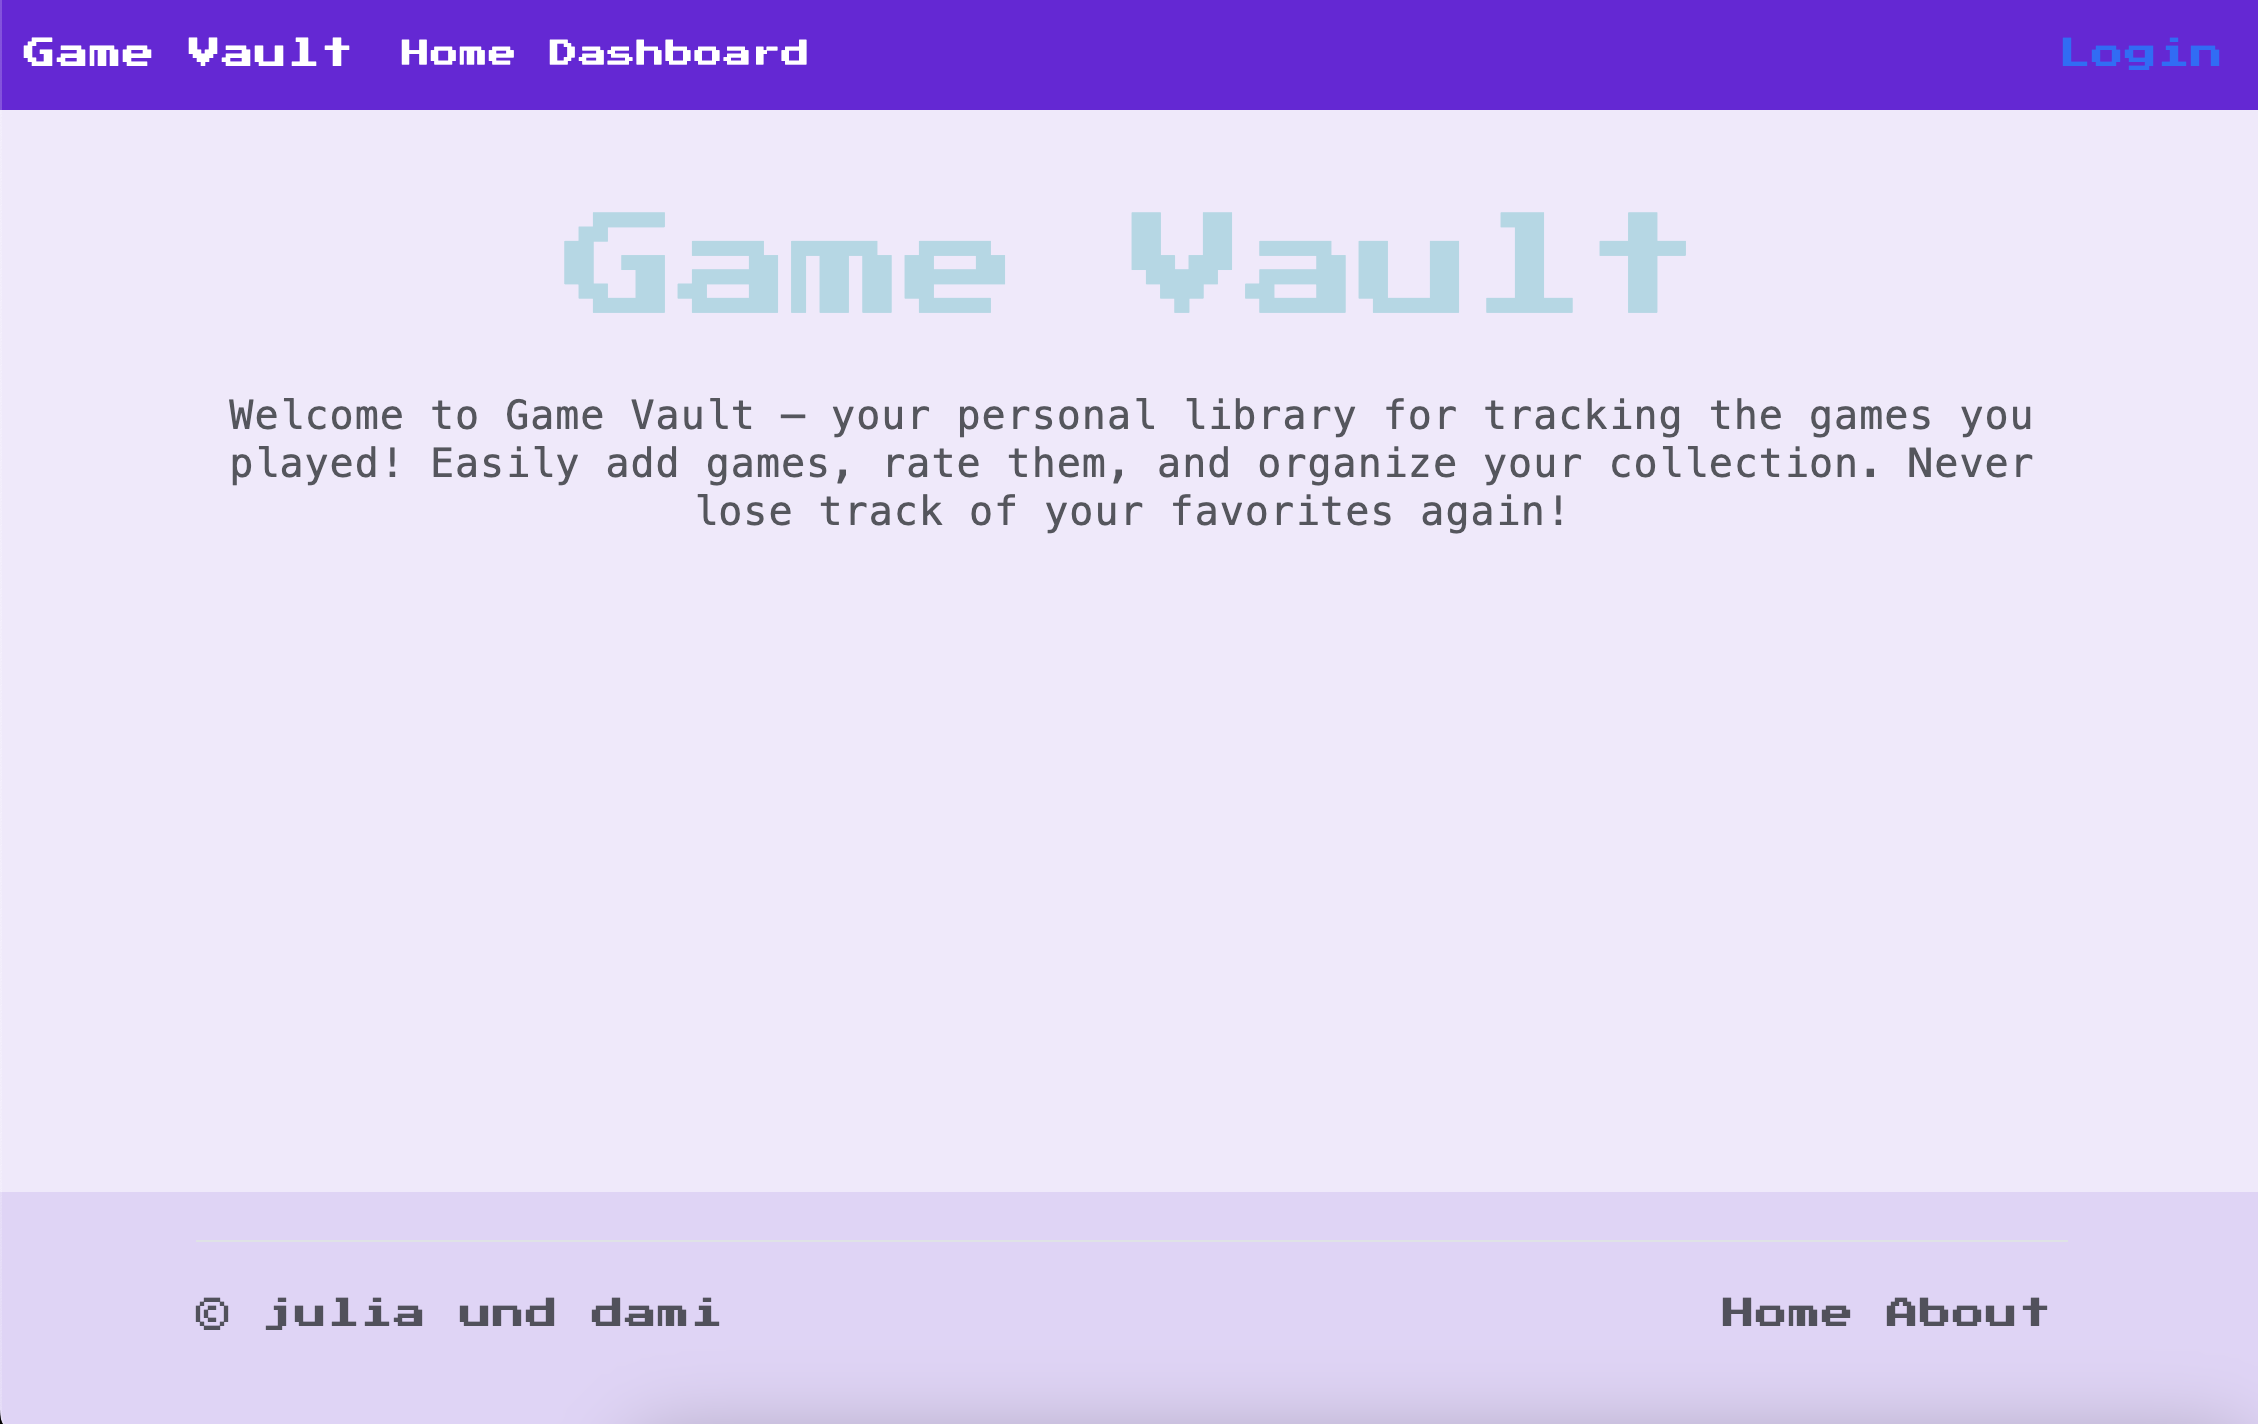 Game Vault Home Dashboard Login
Game Vault
Welcome to Game Vault – your personal library for tracking the games you
played! Easily add games, rate them, and organize your collection. Never
lose track of your favorites again!
© julia und dami Home About